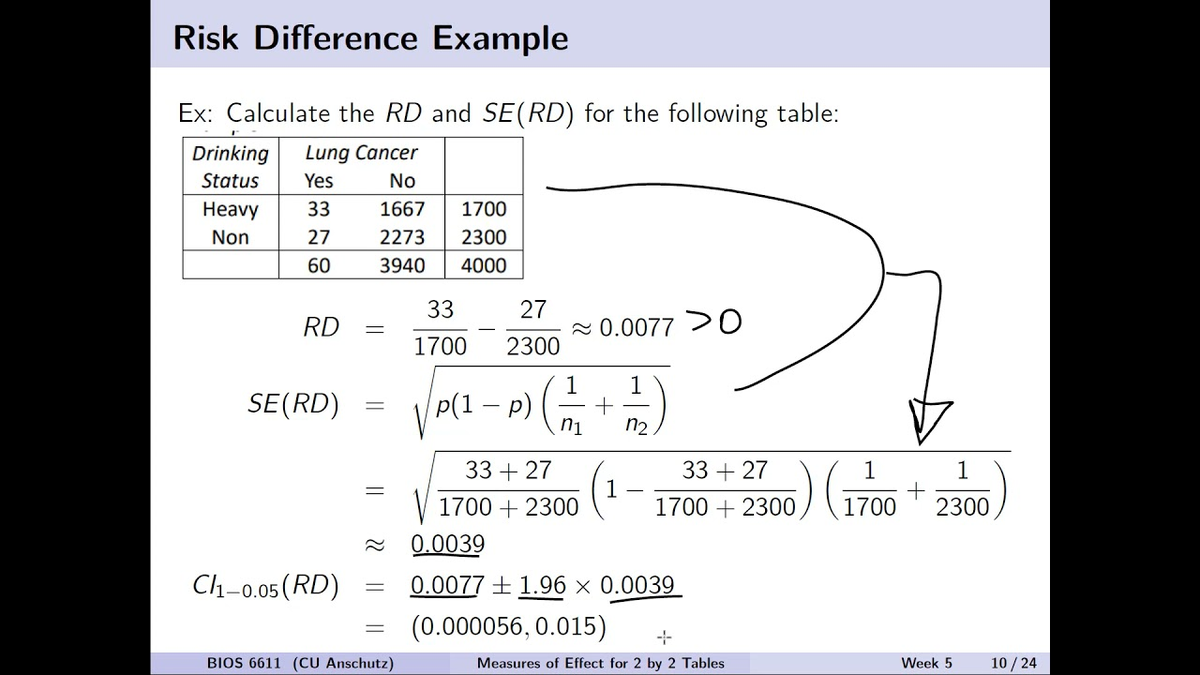 Risk Difference Example
Ex: Calculate the RD and SE(RD) for the following table:
Drinking Lung Cancer
Status Yes No
Heavy 33 1667 1700
Non 27 2273 2300
60 3940 4000
RD = 33/1700 − 27/2300 ≈ 0.0077 >0
SE(RD) = √(p(1 − p) (1/n₁ + 1/n₂))
= √((33 + 27)/(1700 + 2300) (1 − (33 + 27)/(1700 + 2300)) (1/1700 + 1/2300))
≈ 0.0039
CI₁₋₀.₀₅(RD) = 0.0077 ± 1.96 × 0.0039
= (0.000056, 0.015)
BIOS 6611 (CU Anschutz) Measures of Effect for 2 by 2 Tables Week 5 10 / 24